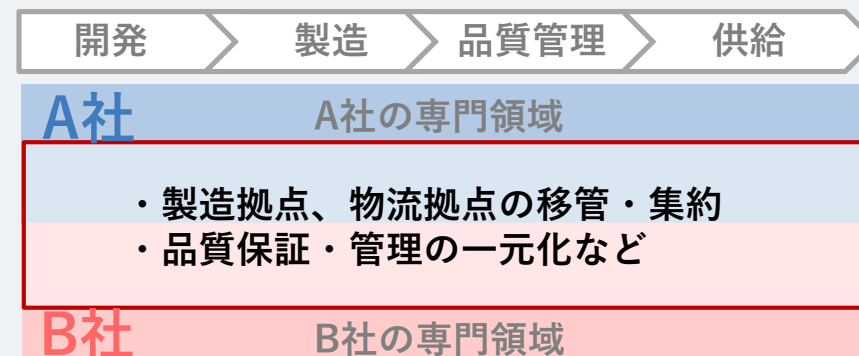 開発 製造 品質管理 供給
A社 A社の専門領域
・製造拠点、物流拠点の移管・集約
・品質保証・管理の一元化など
B社 B社の専門領域